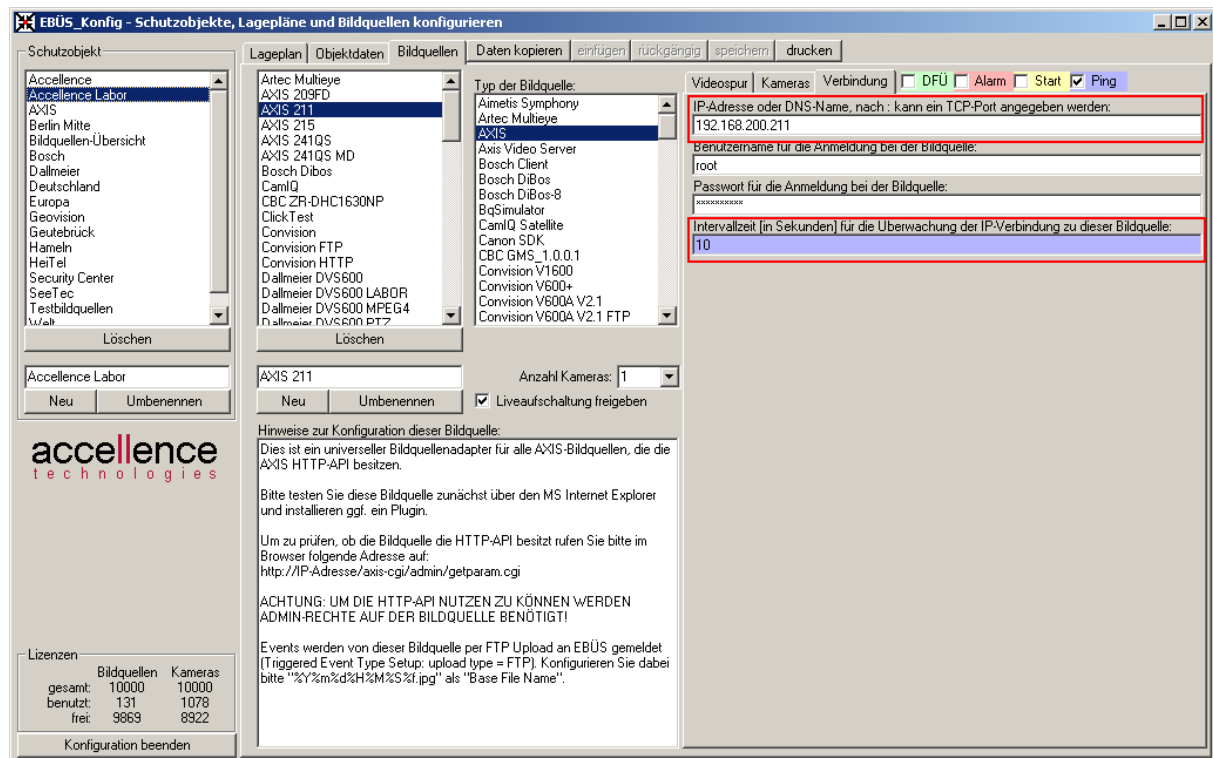 EBÜS_Konfig - Schutzobjekte, Lagepläne und Bildquellen konfigurieren
Schutzobjekt
Accellence
Accellence Labor
AXIS
Berlin Mitte
Bildquellen-Übersicht
Bosch
Dallmeier
Deutschland
Europa
Geovision
Geutebrück
Hameln
HeiTel
Security Center
SeeTec
Testbildquellen
Welt
Löschen
Accellence Labor
Neu Umbenennen
accellence
technologies
Lizenzen
Bildquellen Kameras
gesamt: 10000 10000
benutzt: 131 1078
frei: 9869 8922
Konfiguration beenden
Lageplan Objektdaten Bildquellen Daten kopieren einfügen rückgängig speichern drucken
Artec Multieye
AXIS 209FD
AXIS 211
AXIS 215
AXIS 241QS
AXIS 241QS MD
Bosch Dibos
CamIQ
CBC ZR-DHC1630NP
ClickTest
Convision
Convision FTP
Convision HTTP
Dallmeier DVS600
Dallmeier DVS600 LABOR
Dallmeier DVS600 MPEG4
Dallmeier DVS600 PTZ
Löschen
AXIS 211
Neu Umbenennen
Typ der Bildquelle:
Aimetis Symphony
Artec Multieye
AXIS
Axis Video Server
Bosch Client
Bosch DiBos
Bosch DiBos-8
BqSimulator
CamIQ Satellite
Canon SDK
CBC GMS_1.0.0.1
Convision V1600
Convision V600+
Convision V600A V2.1
Convision V600A V2.1 FTP
Anzahl Kameras: 1
Liveaufschaltung freigeben
Hinweise zur Konfiguration dieser Bildquelle:
Dies ist ein universeller Bildquellenadapter für alle AXIS-Bildquellen, die die
AXIS HTTP-API besitzen.
Bitte testen Sie diese Bildquelle zunächst über den MS Internet Explorer
und installieren ggf. ein Plugin.
Um zu prüfen, ob die Bildquelle die HTTP-API besitzt rufen Sie bitte im
Browser folgende Adresse auf:
http://IP-Adresse/axis-cgi/admin/getparam.cgi
ACHTUNG: UM DIE HTTP-API NUTZEN ZU KÖNNEN WERDEN
ADMIN-RECHTE AUF DER BILDQUELLE BENÖTIGT!
Events werden von dieser Bildquelle per FTP Upload an EBÜS gemeldet
(Triggered Event Type Setup: upload type = FTP). Konfigurieren Sie dabei
bitte "%Y%m%d%H%M%S%f.jpg" als "Base File Name".
Videospur Kameras Verbindung DFÜ Alarm Start Ping
IP-Adresse oder DNS-Name, nach : kann ein TCP-Port angegeben werden:
192.168.200.211
Benutzername für die Anmeldung bei der Bildquelle:
root
Passwort für die Anmeldung bei der Bildquelle:
**********
Intervallzeit [in Sekunden] für die Überwachung der IP-Verbindung zu dieser Bildquelle:
10